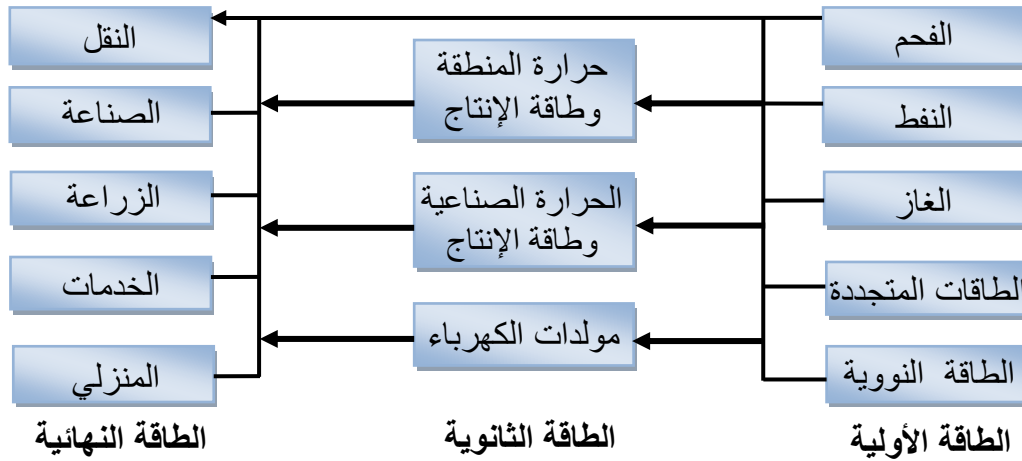 الفحم
النفط
الغاز
الطاقات المتجددة
الطاقة النووية
الطاقة الأولية
حرارة المنطقة
وطاقة الإنتاج
الحرارة الصناعية
وطاقة الإنتاج
مولدات الكهرباء
الطاقة الثانوية
النقل
الصناعة
الزراعة
الخدمات
المنزلي
الطاقة النهائية